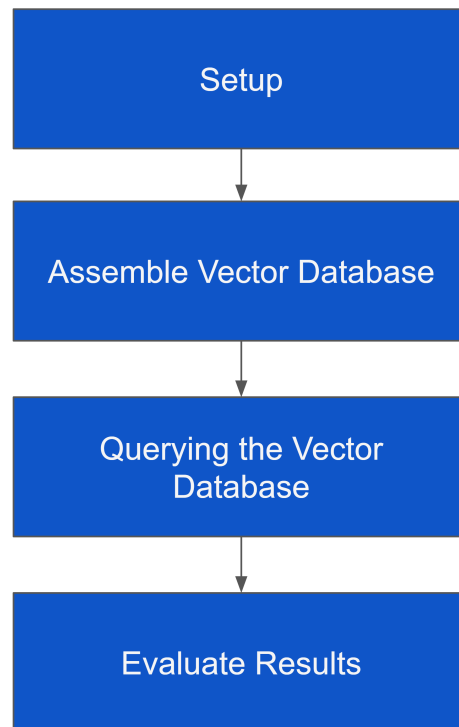 Setup
Assemble Vector Database
Querying the Vector
Database
Evaluate Results